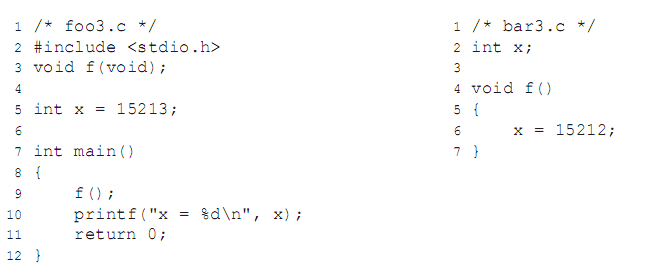 1 /* foo3.c */
2 #include <stdio.h>
3 void f(void);
4
5 int x = 15213;
6
7 int main()
8 {
9     f();
10     printf("x = %d\n", x);
11     return 0;
12 }
1 /* bar3.c */
2 int x;
3
4 void f()
5 {
6     x = 15212;
7 }